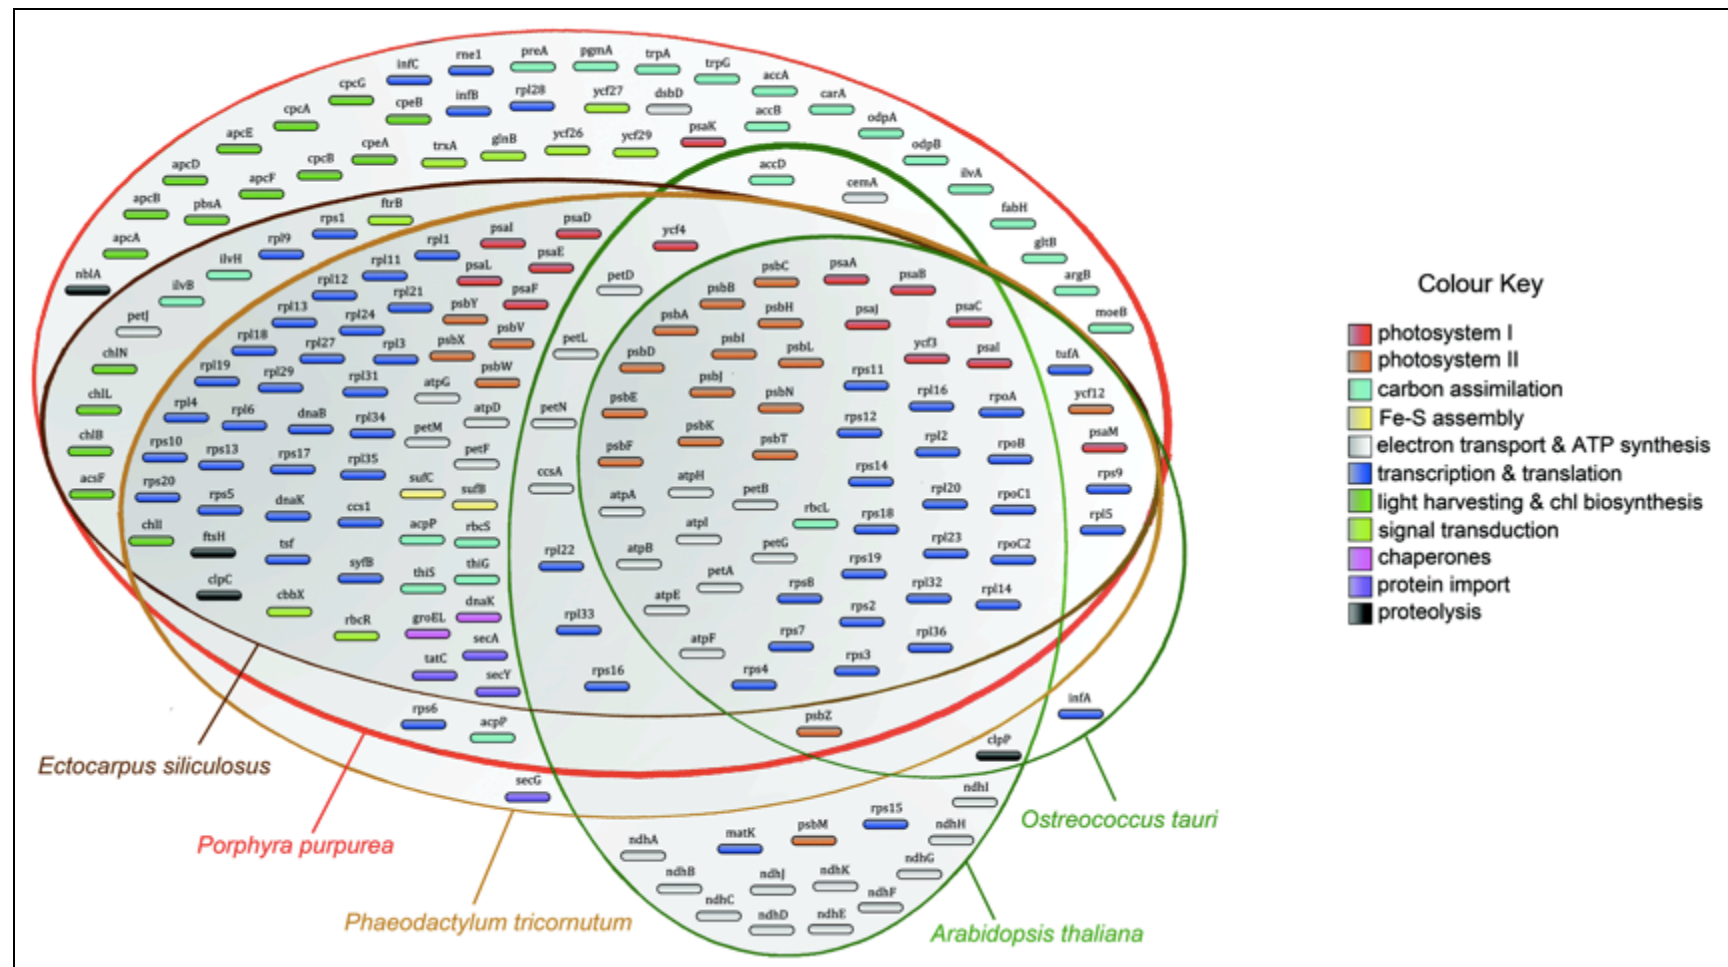 rne1
preA
pgmA
trpA
infC
trpG
accA
cpcG
cpeB
infB
rpl28
ycf27
dsbD
carA
cpcA
accB
odpA
apcE
psaK
ycf29
ycf26
glnB
trxA
cpeA
odpB
apcD
cpcB
accD
ilvA
apcF
cemA
apcB
pbsA
ftrB
fabH
rps1
psaD
psaI
ycf4
apcA
rpl9
rpl1
gltB
nblA
ilvH
rpl11
psaL
psaE
petD
psbC
psaA
psaB
argB
ilvB
rpl12
rpl21
psbY
psaF
psbB
moeB
petJ
rpl13
rpl24
psbV
psbA
psbH
psaJ
psaC
chlN
rpl18
rpl27
rpl3
psbX
petL
psbI
ycf3
psaI
tufA
rpl19
rpl29
rpl31
atpG
psbW
psbD
psbL
rps11
chlL
rpl4
rpl6
dnaB
rpl34
petM
atpD
petN
psbE
psbJ
psbN
rpl16
rpoA
ycf12
chlB
rps10
rps13
rps17
rpl35
petF
psbF
psbK
psbT
rps12
rpl2
rpoB
psaM
acsF
rps20
rps5
dnaK
ccs1
sufC
sufB
ccsA
atpA
atpH
petB
rps14
rpl20
rpoC1
rps9
chlI
ftsH
tsf
acpP
rbcS
atpI
rbcL
rps18
rpl5
clpC
syfB
thiS
thiG
rpl22
atpB
petG
rps19
rpl23
rpoC2
cbbX
rbcR
groEL
dnaK
rpl33
atpE
petA
rps8
rps2
rpl32
rpl14
tatC
secA
secY
rps16
atpF
rps7
rps4
rps3
rpl36
rps6
acpP
psbZ
infA
clpP
secG
ndhI
rps15
ndhH
ndhA
matK
psbM
ndhG
ndhB
ndhJ
ndhK
ndhF
ndhC
ndhD
ndhE
Ectocarpus siliculosus
Porphyra purpurea
Phaeodactylum tricornutum
Arabidopsis thaliana
Ostreococcus tauri
Colour Key
photosystem I
photosystem II
carbon assimilation
Fe-S assembly
electron transport & ATP synthesis
transcription & translation
light harvesting & chl biosynthesis
signal transduction
chaperones
protein import
proteolysis